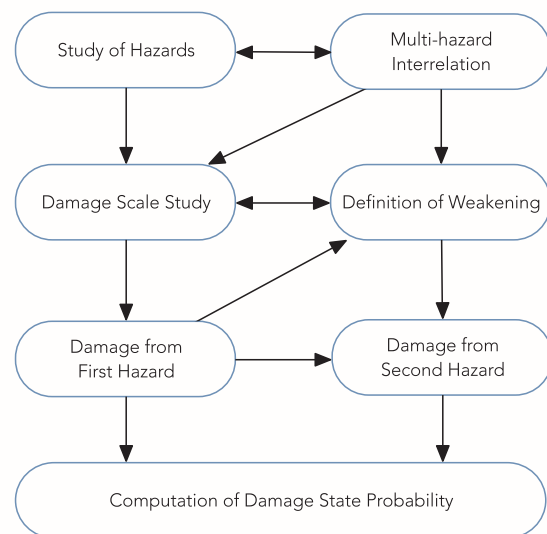 Study of Hazards
Multi-hazard
Interrelation
Damage Scale Study
Definition of Weakening
Damage from
First Hazard
Damage from
Second Hazard
Computation of Damage State Probability